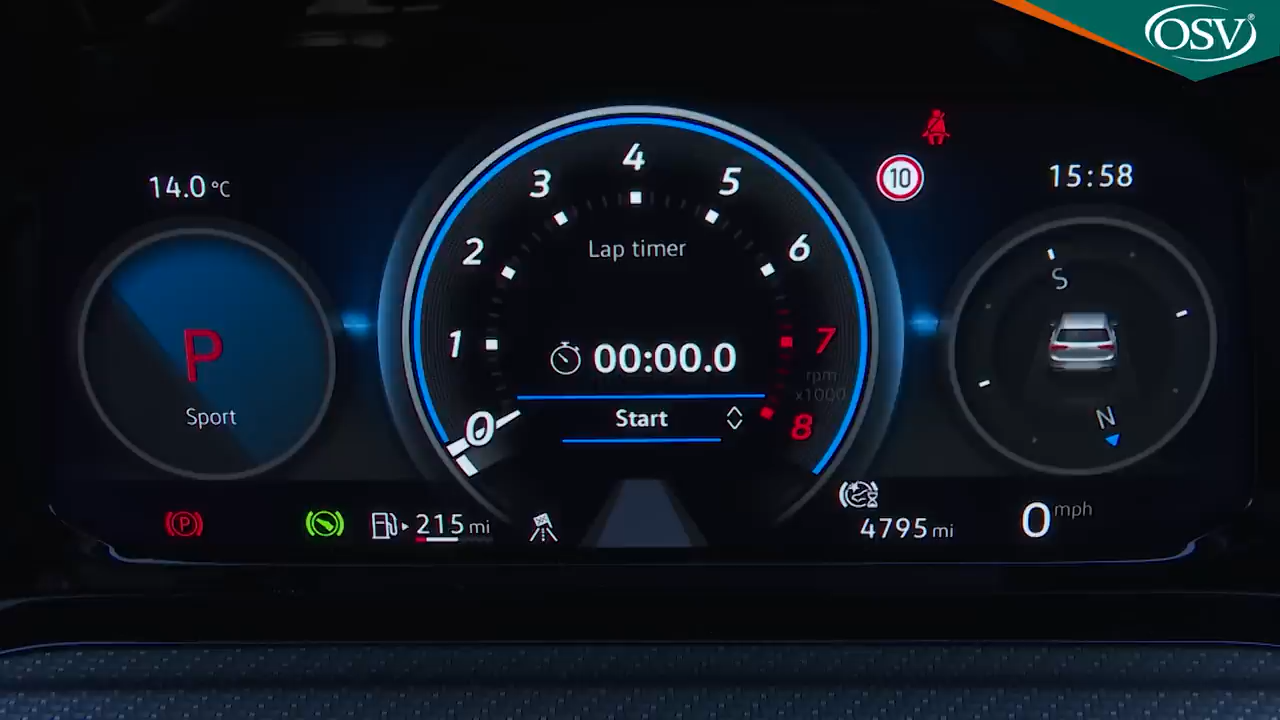 OSV®
14.0 °C
10
15:58
0
1
2
3
4
5
6
7
8
rpm
x1000
Lap timer
00:00.0
Start
P
Sport
S
N
P
215 mi
4795 mi
0 mph